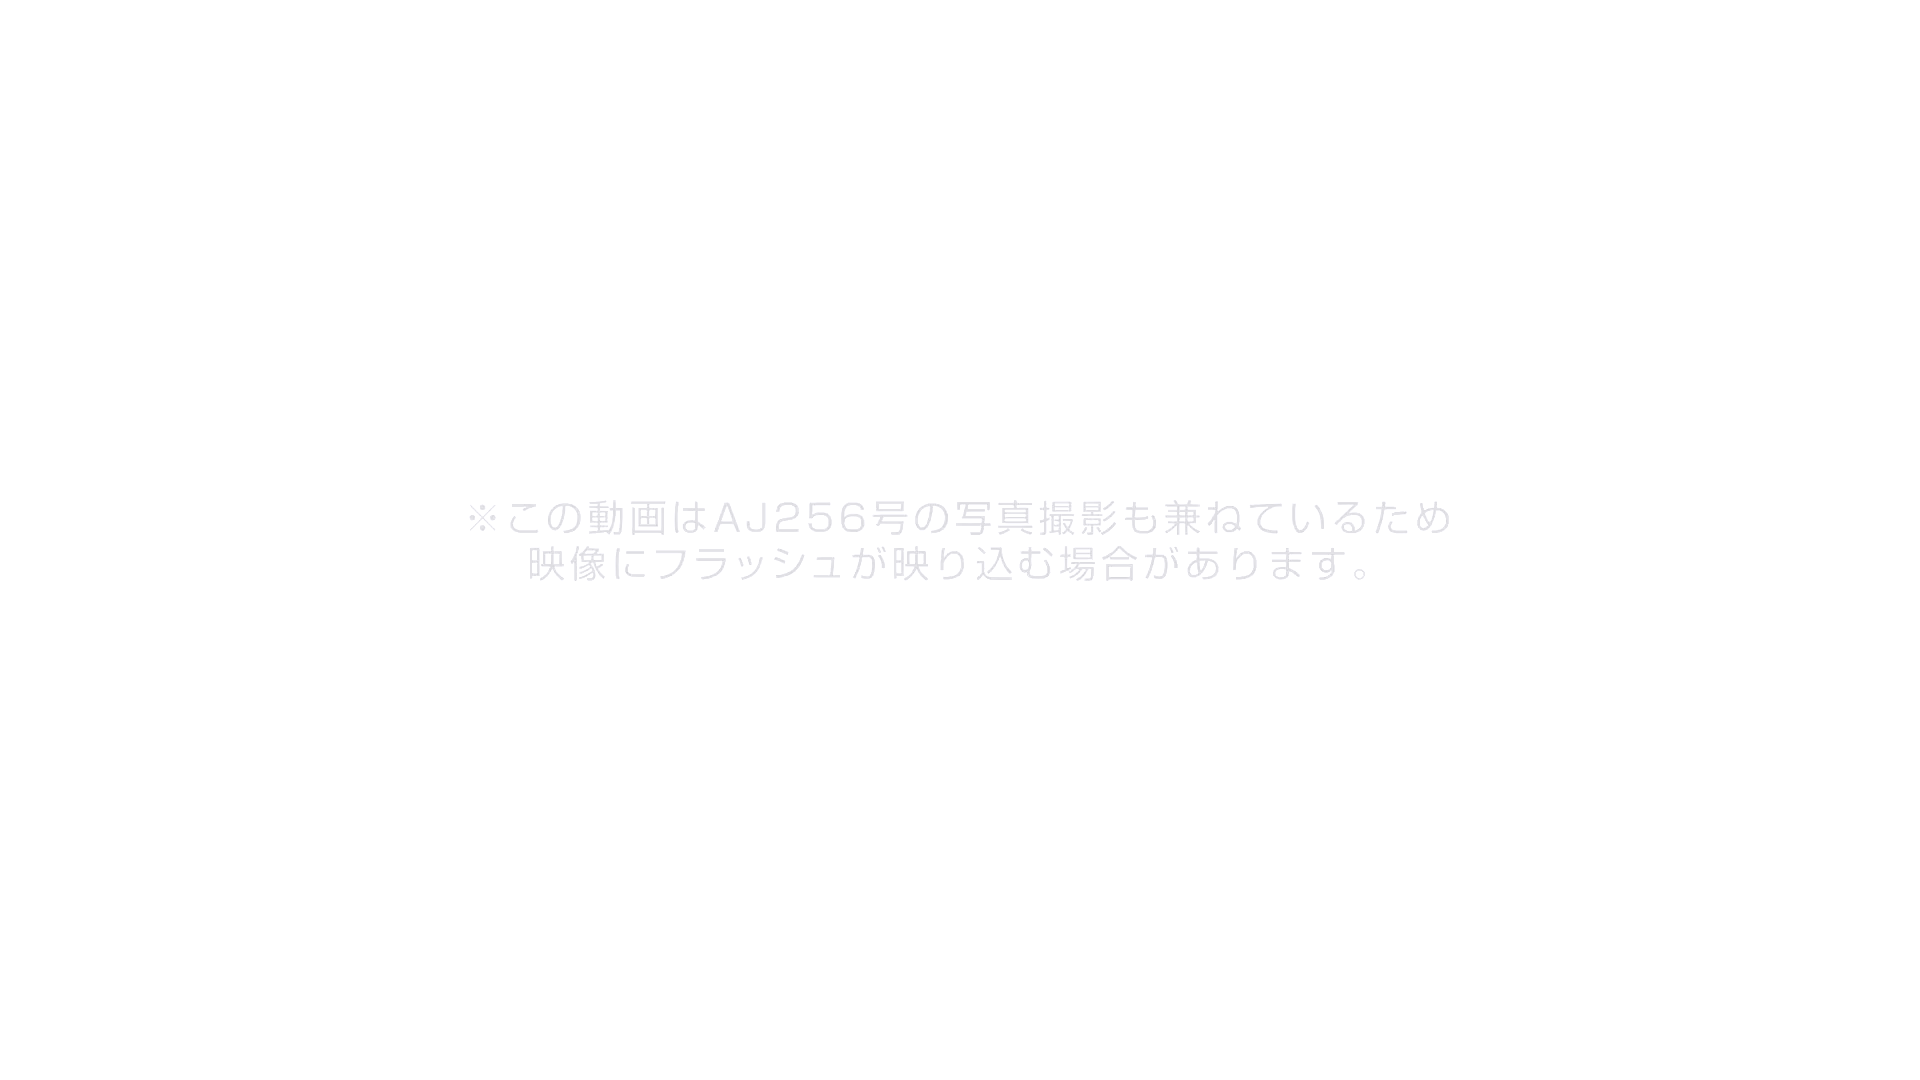 ※この動画はAJ256号の写真撮影も兼ねているため
映像にフラッシュが映り込む場合があります。